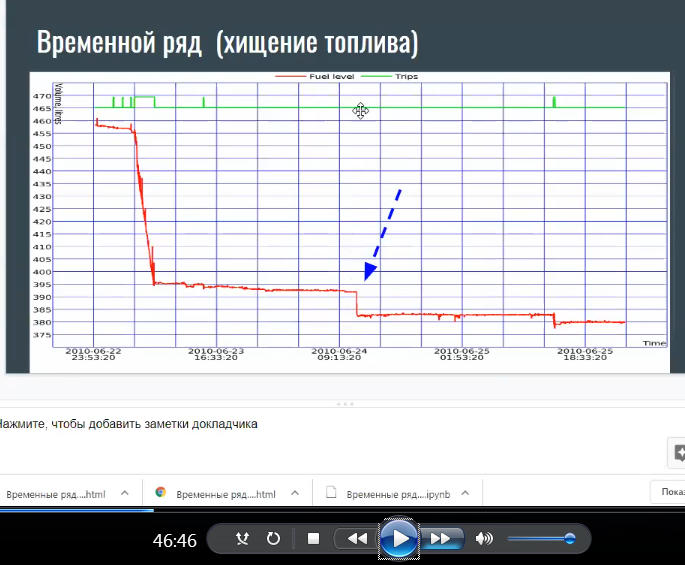 Временной ряд (хищение топлива)
Fuel level Trips
Volume, litres
470
465
460
455
450
445
440
435
430
425
420
415
410
405
400
395
390
385
380
375
Time
2010-06-22 23:53:20
2010-06-23 16:33:20
2010-06-24 09:13:20
2010-06-25 01:53:20
2010-06-25 18:33:20
Нажмите, чтобы добавить заметки докладчика
Временные ряд....html
Временные ряд....html
Временные ряд....ipynb
Показ
46:46